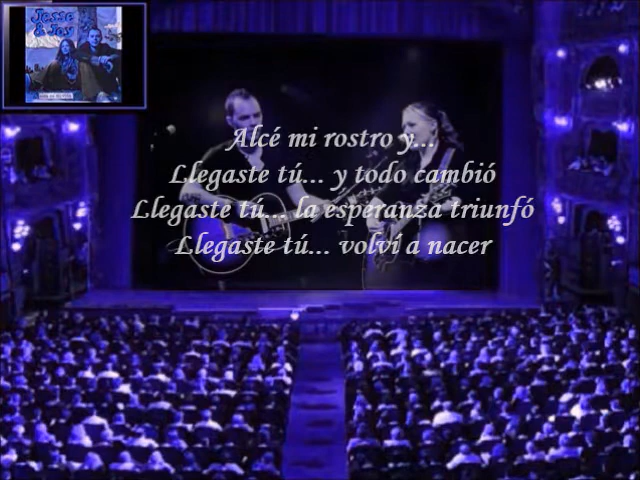 Jesse
& Joy
Alcé mi rostro y...
Llegaste tú... y todo cambió
Llegaste tú... la esperanza triunfó
Llegaste tú... volví a nacer